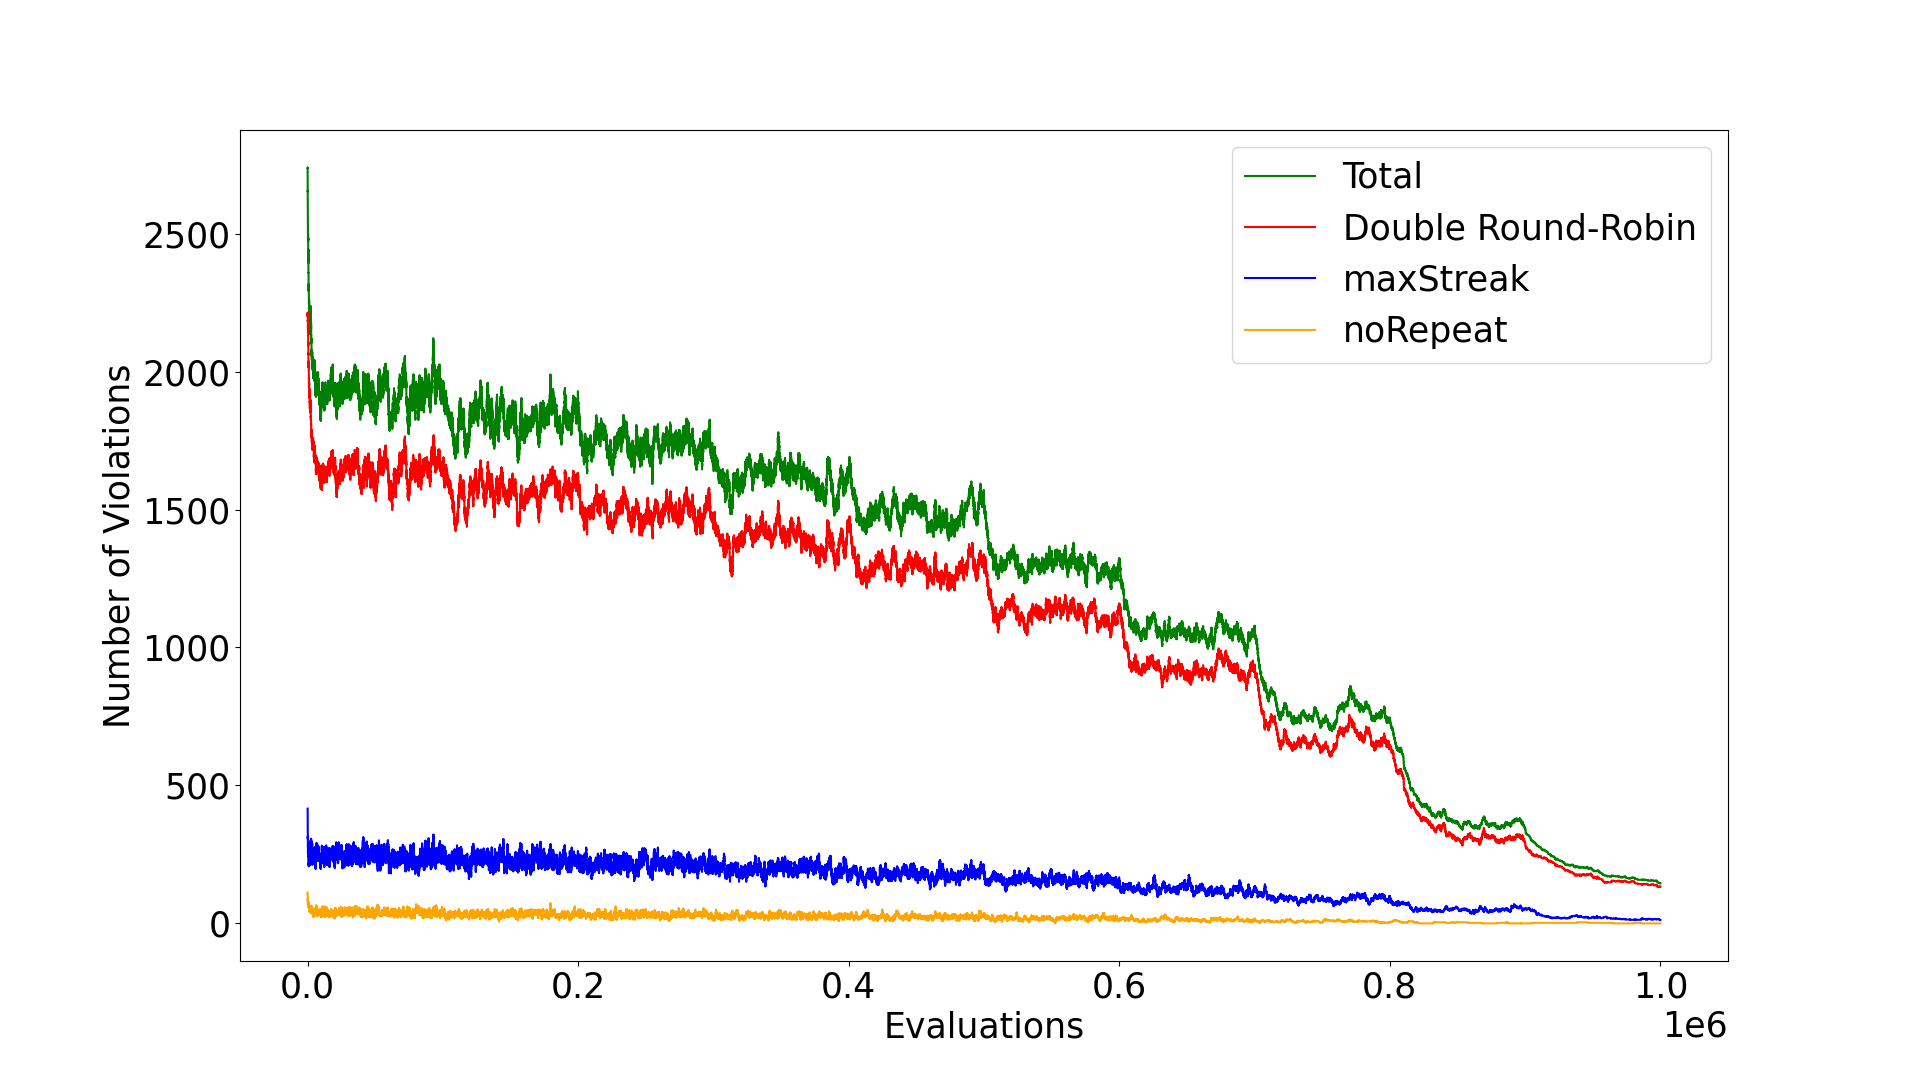 Total
Double Round-Robin
maxStreak
noRepeat
2500
2000
1500
1000
500
0
Number of Violations
0.0 0.2 0.4 0.6 0.8 1.0
Evaluations
1e6